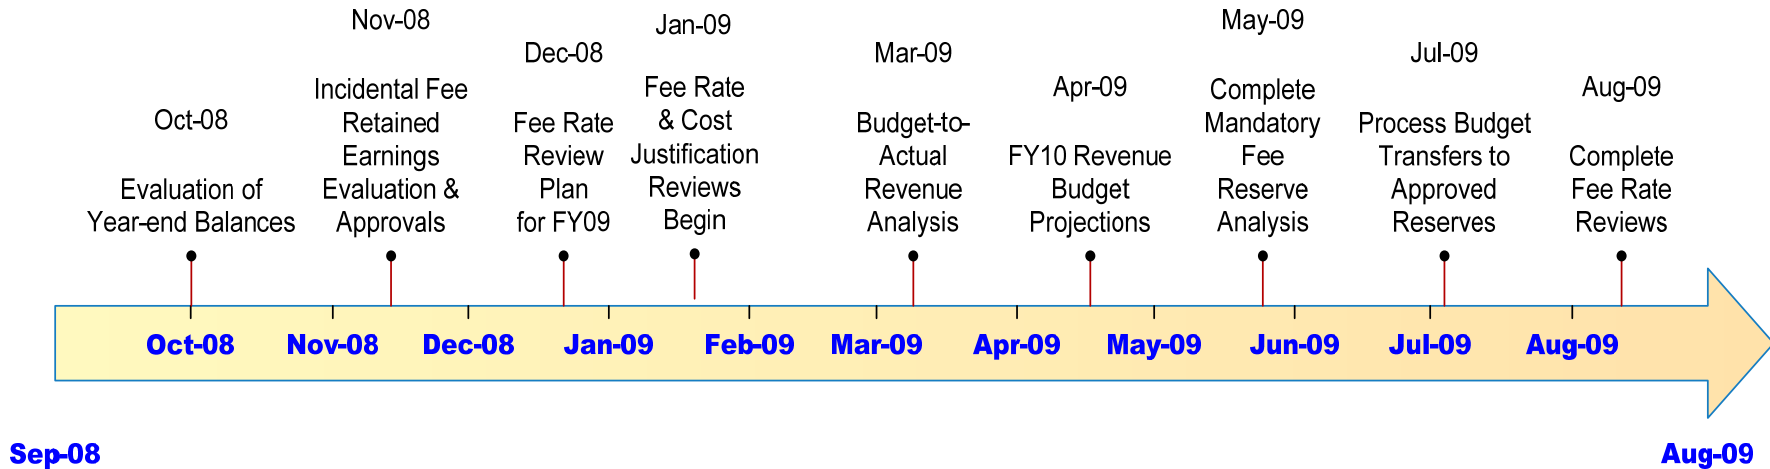 Oct-08
Evaluation of
Year-end Balances
Nov-08
Incidental Fee
Retained
Earnings
Evaluation &
Approvals
Dec-08
Fee Rate
Review
Plan
for FY09
Jan-09
Fee Rate
& Cost
Justification
Reviews
Begin
Mar-09
Budget-to-
Actual
Revenue
Analysis
Apr-09
FY10 Revenue
Budget
Projections
May-09
Complete
Mandatory
Fee
Reserve
Analysis
Jul-09
Process Budget
Transfers to
Approved
Reserves
Aug-09
Complete
Fee Rate
Reviews
Oct-08 Nov-08 Dec-08 Jan-09 Feb-09 Mar-09 Apr-09 May-09 Jun-09 Jul-09 Aug-09
Sep-08 Aug-09